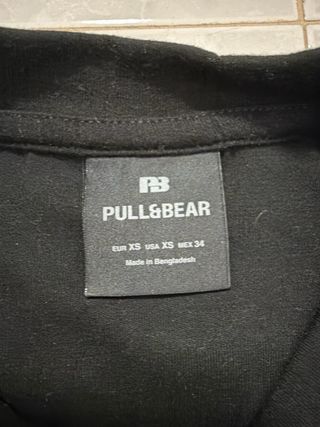 PB
PULL&BEAR
EUR XS USA XS MEX 34
Made in Bangladesh